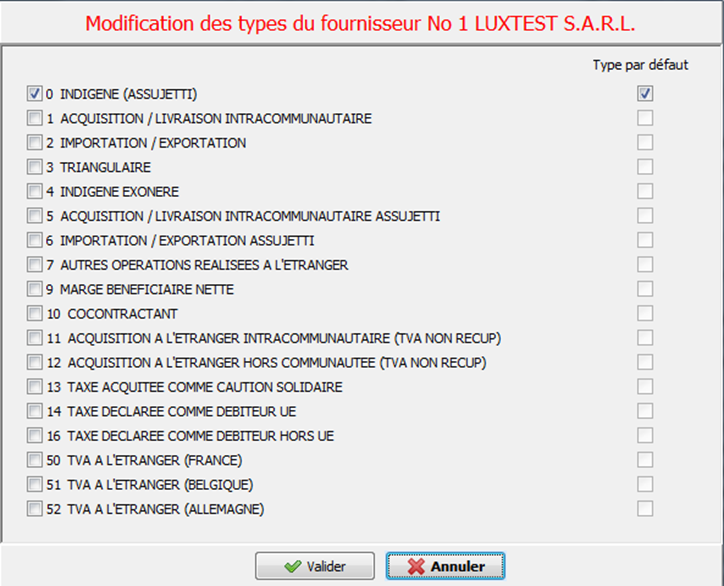 Modification des types du fournisseur No 1 LUXTEST S.A.R.L.
Type par défaut
0 INDIGENE (ASSUJETTI)
1 ACQUISITION / LIVRAISON INTRACOMMUNAUTAIRE
2 IMPORTATION / EXPORTATION
3 TRIANGULAIRE
4 INDIGENE EXONERE
5 ACQUISITION / LIVRAISON INTRACOMMUNAUTAIRE ASSUJETTI
6 IMPORTATION / EXPORTATION ASSUJETTI
7 AUTRES OPERATIONS REALISEES A L'ETRANGER
9 MARGE BENEFICIAIRE NETTE
10 COCONTRACTANT
11 ACQUISITION A L'ETRANGER INTRACOMMUNAUTAIRE (TVA NON RECUP)
12 ACQUISITION A L'ETRANGER HORS COMMUNAUTEE (TVA NON RECUP)
13 TAXE ACQUITEE COMME CAUTION SOLIDAIRE
14 TAXE DECLAREE COMME DEBITEUR UE
16 TAXE DECLAREE COMME DEBITEUR HORS UE
50 TVA A L'ETRANGER (FRANCE)
51 TVA A L'ETRANGER (BELGIQUE)
52 TVA A L'ETRANGER (ALLEMAGNE)
Valider Annuler